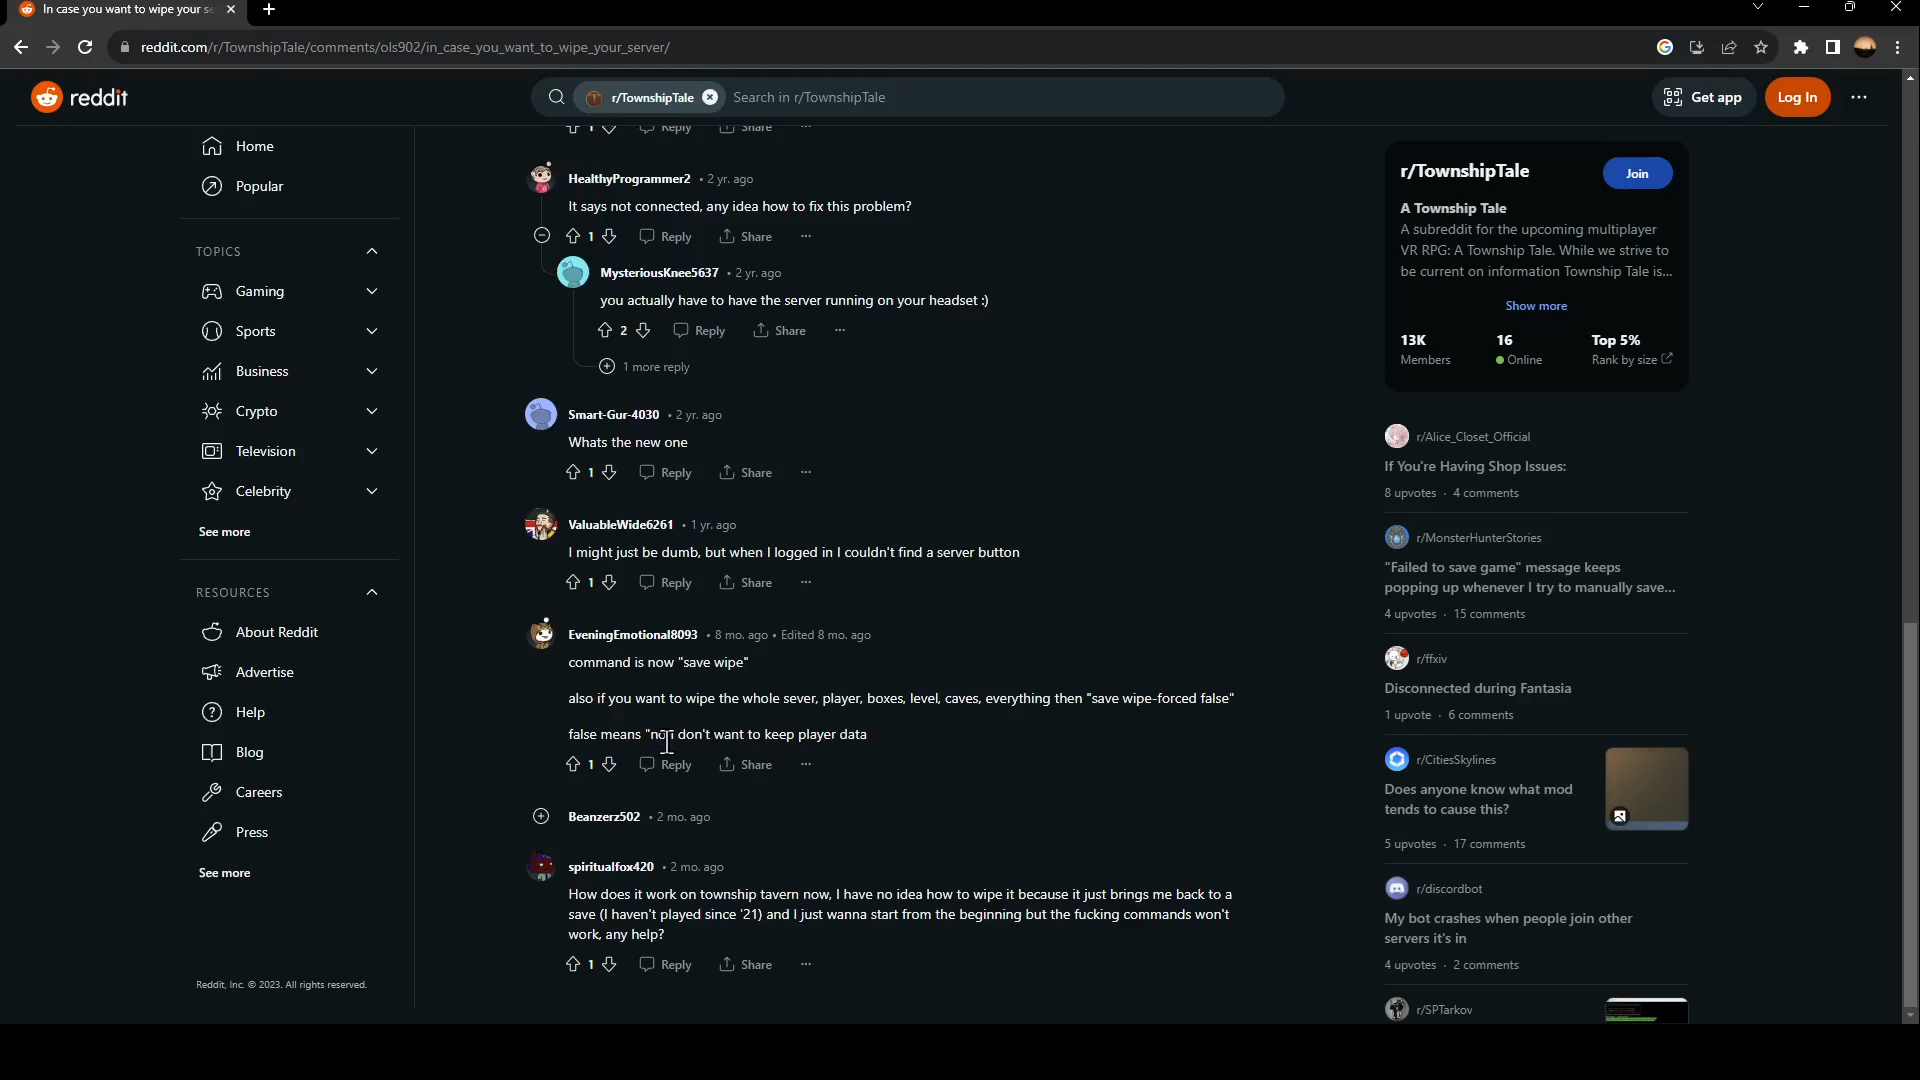 In case you want to wipe your s
reddit.com/r/TownshipTale/comments/ols902/in_case_you_want_to_wipe_your_server/
reddit
r/TownshipTale
Search in r/TownshipTale
Get app
Log In
Home
Popular
TOPICS
Gaming
Sports
Business
Crypto
Television
Celebrity
See more
RESOURCES
About Reddit
Advertise
Help
Blog
Careers
Press
See more
Reddit, Inc. © 2023. All rights reserved.
1 Reply Share ...
HealthyProgrammer2 • 2 yr. ago
It says not connected, any idea how to fix this problem?
1 Reply Share ...
MysteriousKnee5637 • 2 yr. ago
you actually have to have the server running on your headset :)
2 Reply Share ...
1 more reply
Smart-Gur-4030 • 2 yr. ago
Whats the new one
1 Reply Share ...
ValuableWide6261 • 1 yr. ago
I might just be dumb, but when I logged in I couldn't find a server button
1 Reply Share ...
EveningEmotional8093 • 8 mo. ago • Edited 8 mo. ago
command is now "save wipe"
also if you want to wipe the whole sever, player, boxes, level, caves, everything then "save wipe-forced false"
false means "no i don't want to keep player data
1 Reply Share ...
Beanzerz502 • 2 mo. ago
spiritualfox420 • 2 mo. ago
How does it work on township tavern now, I have no idea how to wipe it because it just brings me back to a
save (I haven't played since '21) and I just wanna start from the beginning but the fucking commands won't
work, any help?
1 Reply Share ...
r/TownshipTale
Join
A Township Tale
A subreddit for the upcoming multiplayer
VR RPG: A Township Tale. While we strive to
be current on information Township Tale is...
Show more
13K 16 Top 5%
Members Online Rank by size
r/Alice_Closet_Official
If You're Having Shop Issues:
8 upvotes · 4 comments
r/MonsterHunterStories
"Failed to save game" message keeps
popping up whenever I try to manually save...
4 upvotes · 15 comments
r/ffxiv
Disconnected during Fantasia
1 upvote · 6 comments
r/CitiesSkylines
Does anyone know what mod
tends to cause this?
5 upvotes · 17 comments
r/discordbot
My bot crashes when people join other
servers it's in
4 upvotes · 2 comments
r/SPTarkov